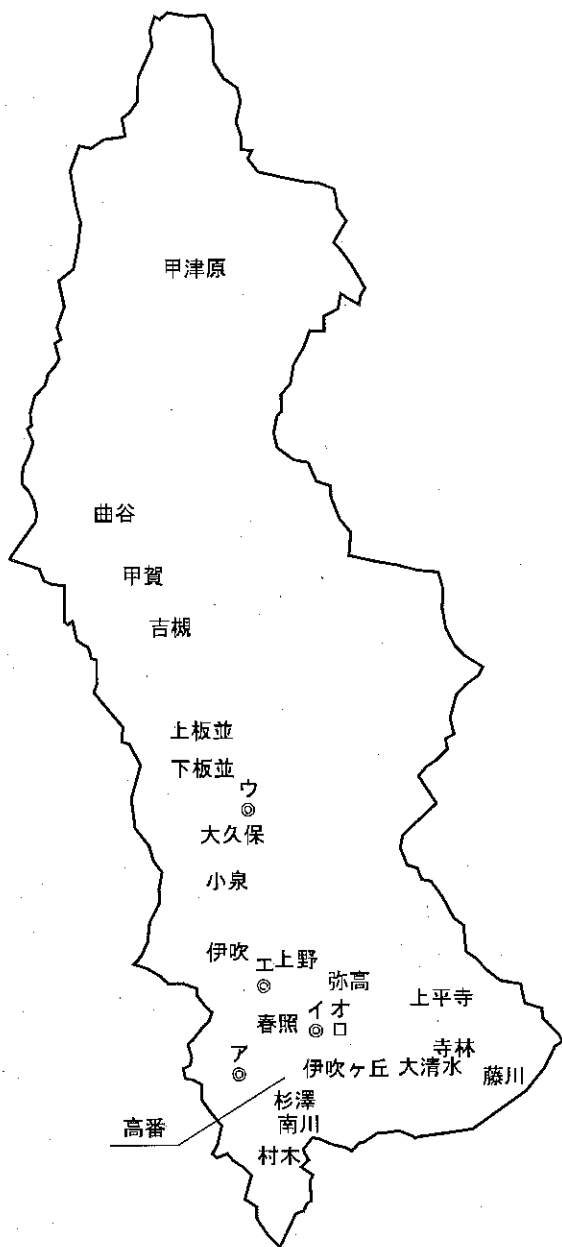 甲津原
曲谷
甲賀
吉槻
上板並
下板並
ウ
◎
大久保
小泉
伊吹
エ
◎
上野
弥高
上平寺
春照
イ
◎
オ
□
ア
◎
寺林
伊吹ヶ丘
大清水
藤川
杉澤
南川
高番
村木